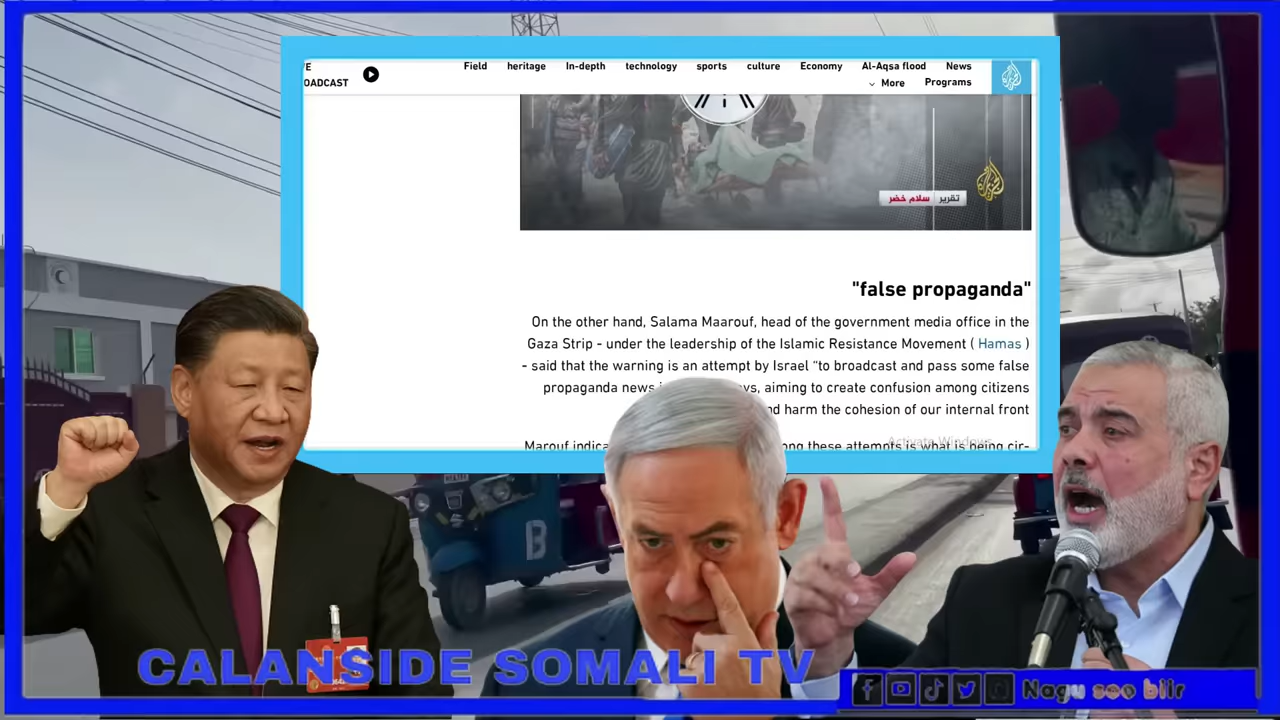 E
OADCAST
Field heritage In-depth technology sports culture Economy Al-Aqsa flood News
More Programs
تقرير سلام خضر
"false propaganda"
On the other hand, Salama Maarouf, head of the government media office in the
Gaza Strip - under the leadership of the Islamic Resistance Movement ( Hamas )
- said that the warning is an attempt by Israel “to broadcast and pass some false
propaganda news aiming to create confusion among citizens
and harm the cohesion of our internal front
Marouf these attempts is what is being cir-
Activate Windows
B
CALANSIDE SOMALI TV
Nagu soo biir